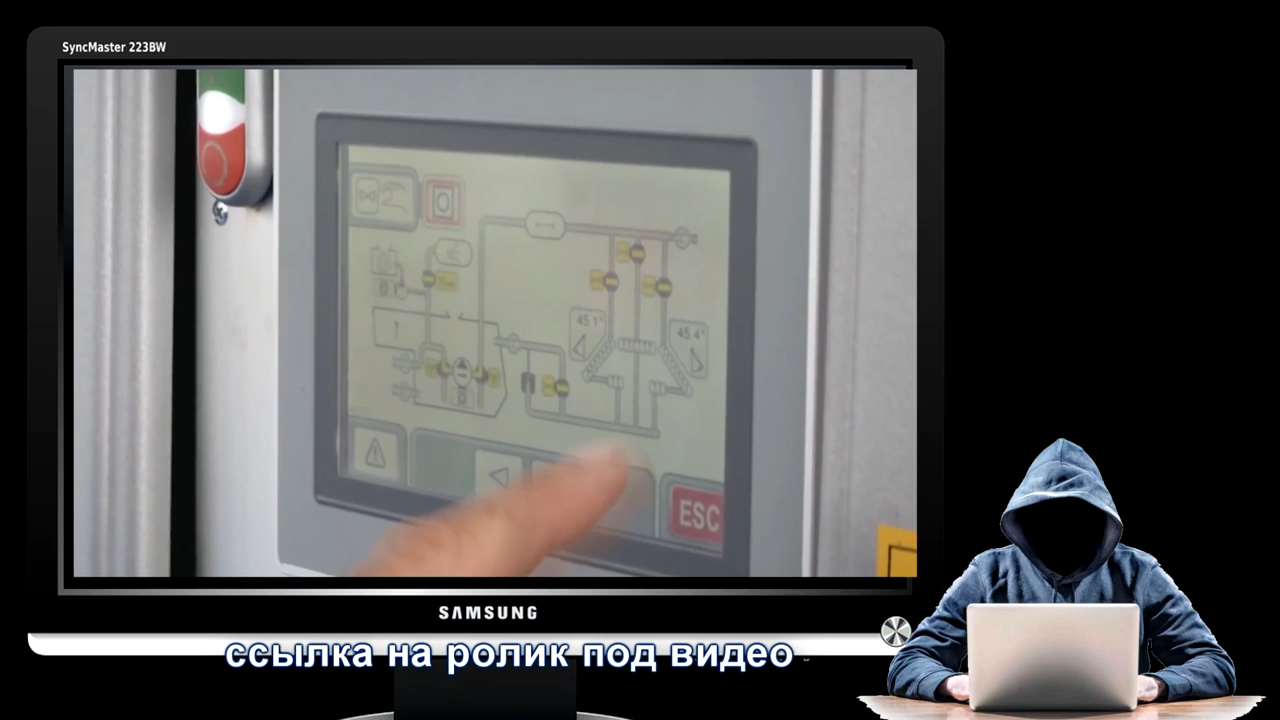 SyncMaster 223BW
45 1°
45 4°
ESC
SAMSUNG
ссылка на ролик под видео